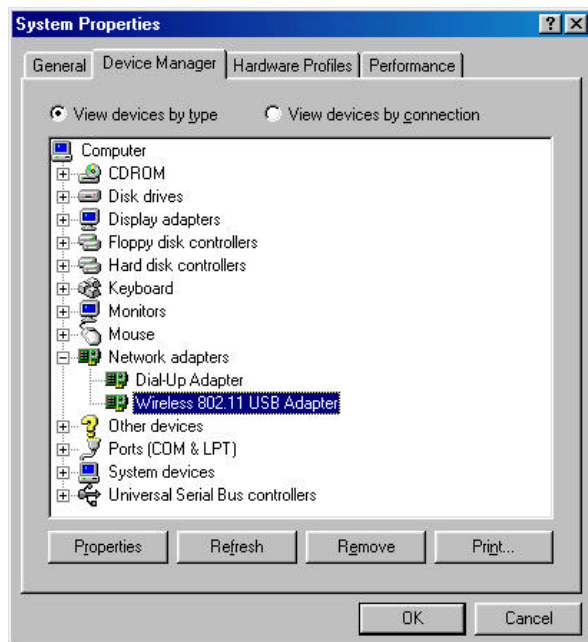 System Properties
General Device Manager Hardware Profiles Performance
View devices by type View devices by connection
Computer
CDROM
Disk drives
Display adapters
Floppy disk controllers
Hard disk controllers
Keyboard
Monitors
Mouse
Network adapters
Dial-Up Adapter
Wireless 802.11 USB Adapter
Other devices
Ports (COM & LPT)
System devices
Universal Serial Bus controllers
Properties Refresh Remove Print...
OK Cancel